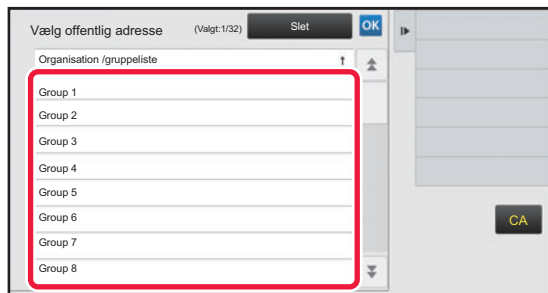 Vælg offentlig adresse (Valgt:1/32) Slet OK
Organisation /gruppeliste
Group 1
Group 2
Group 3
Group 4
Group 5
Group 6
Group 7
Group 8
CA